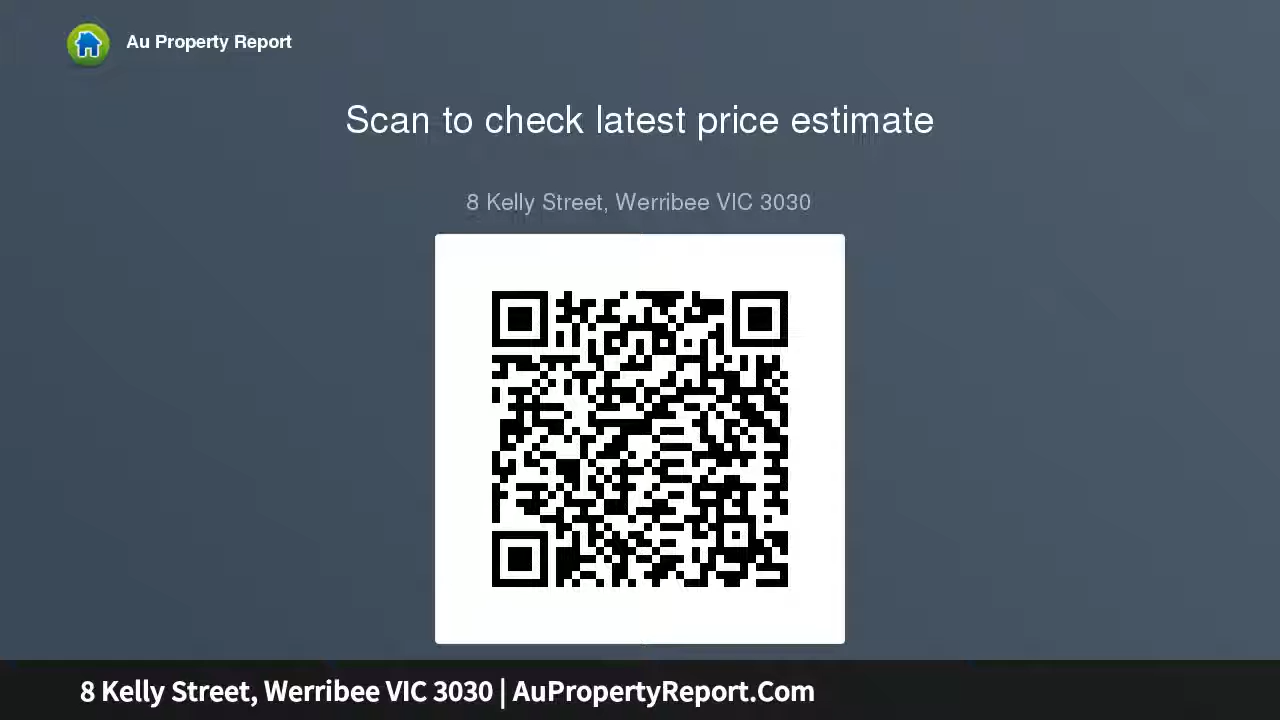 Au Property Report
Scan to check latest price estimate
8 Kelly Street, Werribee VIC 3030
8 Kelly Street, Werribee VIC 3030 | AuPropertyReport.Com